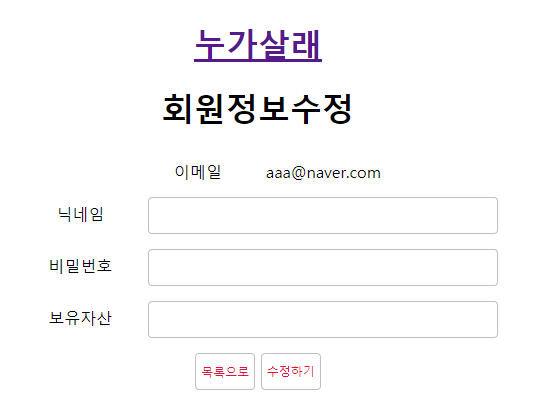 누가살래
회원정보수정
이메일 aaa@naver.com
닉네임
비밀번호
보유자산
목록으로 수정하기